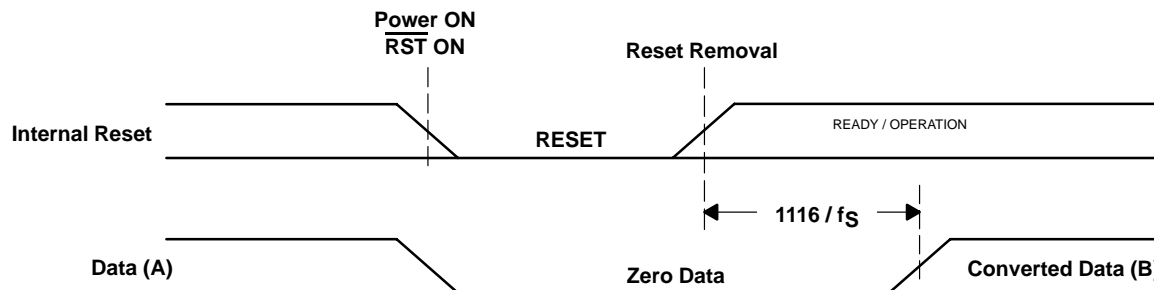 Power ON
RST ON
Reset Removal
Internal Reset
RESET
READY / OPERATION
1116 / fS
Data (A)
Zero Data
Converted Data (B)